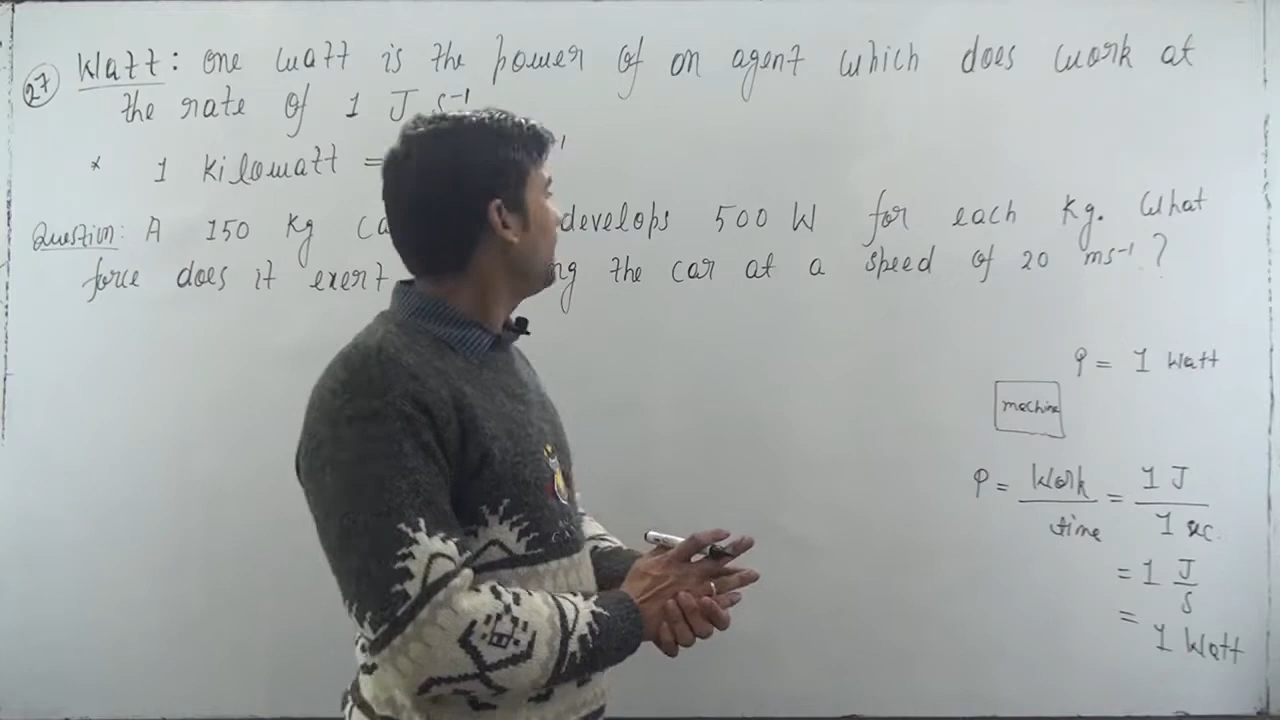 27 Watt: one watt is the power of on agent which does work at
the rate of 1 J s⁻¹
* 1 kilowatt =
Question: A 150 Kg develops 500 W for each Kg. What
force does it exert the car at a speed of 20 ms⁻¹ ?
P = 1 Watt
machine
P = Work / time = 1 J / 1 sec.
= 1 J / s
= 1 Watt